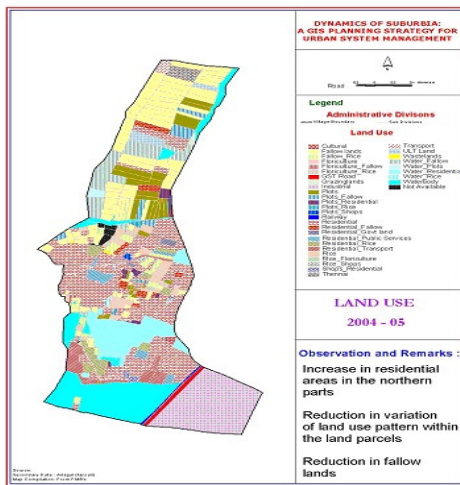 DYNAMICS OF SUBURBIA:
A GIS PLANNING STRATEGY FOR
URBAN SYSTEM MANAGEMENT
Road
Legend
Administrative Divisons
Land Use
Cultural
Fallow lands
Fallow_Rice
Floriculture
Floriculture_Fallow
Floriculture_Rice
GST Road
Grazinglands
Industrial
Plots
Plots_Fallow
Plots_Residential
Plots_Rice
Plots_Shops
Railway
Residential
Residential_Fallow
Residential_Govt land
Residential_Public Services
Residential_Rice
Residential_Transport
Rice
Rice_Floriculture
Rice_Shops
Shops_Residential
Thennai
Transport
ULT Land
Wastelands
Water_Fallow
Water_Plots
Water_Residential
Water_Rice
WaterBody
Not Available
LAND USE
2004 - 05
Observation and Remarks :
Increase in residential
areas in the northern
parts
Reduction in variation
of land use pattern within
the land parcels
Reduction in fallow
lands
Source: